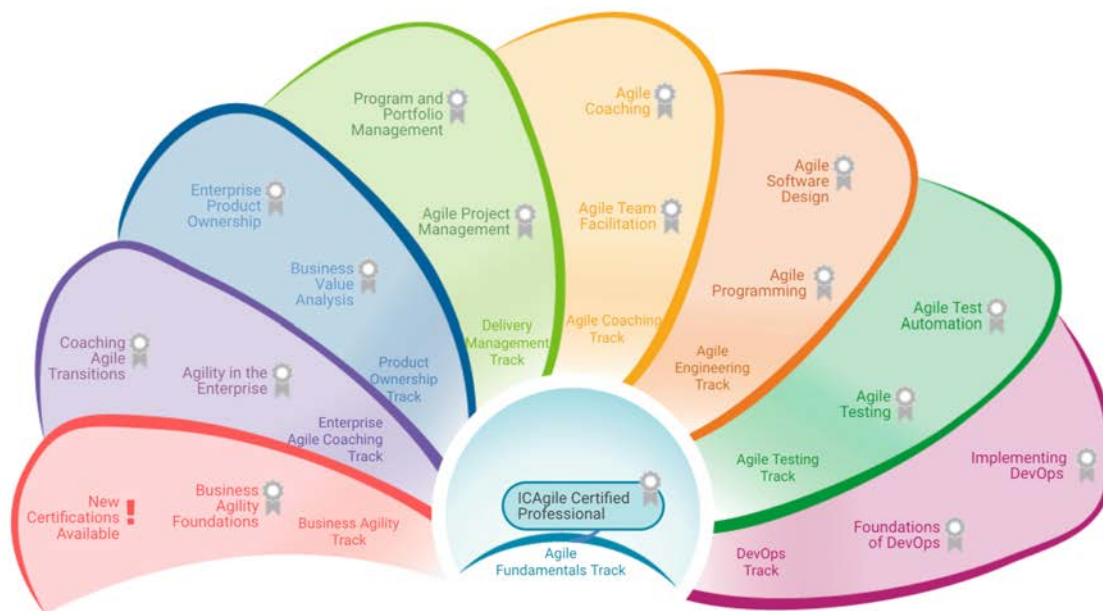 Program and
Portfolio
Management
Agile
Coaching
Agile
Software
Design
Enterprise
Product
Ownership
Agile Project
Management
Agile Team
Facilitation
Business
Value
Analysis
Agile
Programming
Agile Test
Automation
Coaching
Agile
Transitions
Agility in the
Enterprise
Product
Ownership
Track
Delivery
Management
Track
Agile Coaching
Track
Agile
Engineering
Track
Agile
Testing
Enterprise
Agile Coaching
Track
Agile Testing
Track
Implementing
DevOps
New
Certifications
Available
!
Business
Agility
Foundations
Business Agility
Track
ICAgile Certified
Professional
Agile
Fundamentals Track
DevOps
Track
Foundations
of DevOps